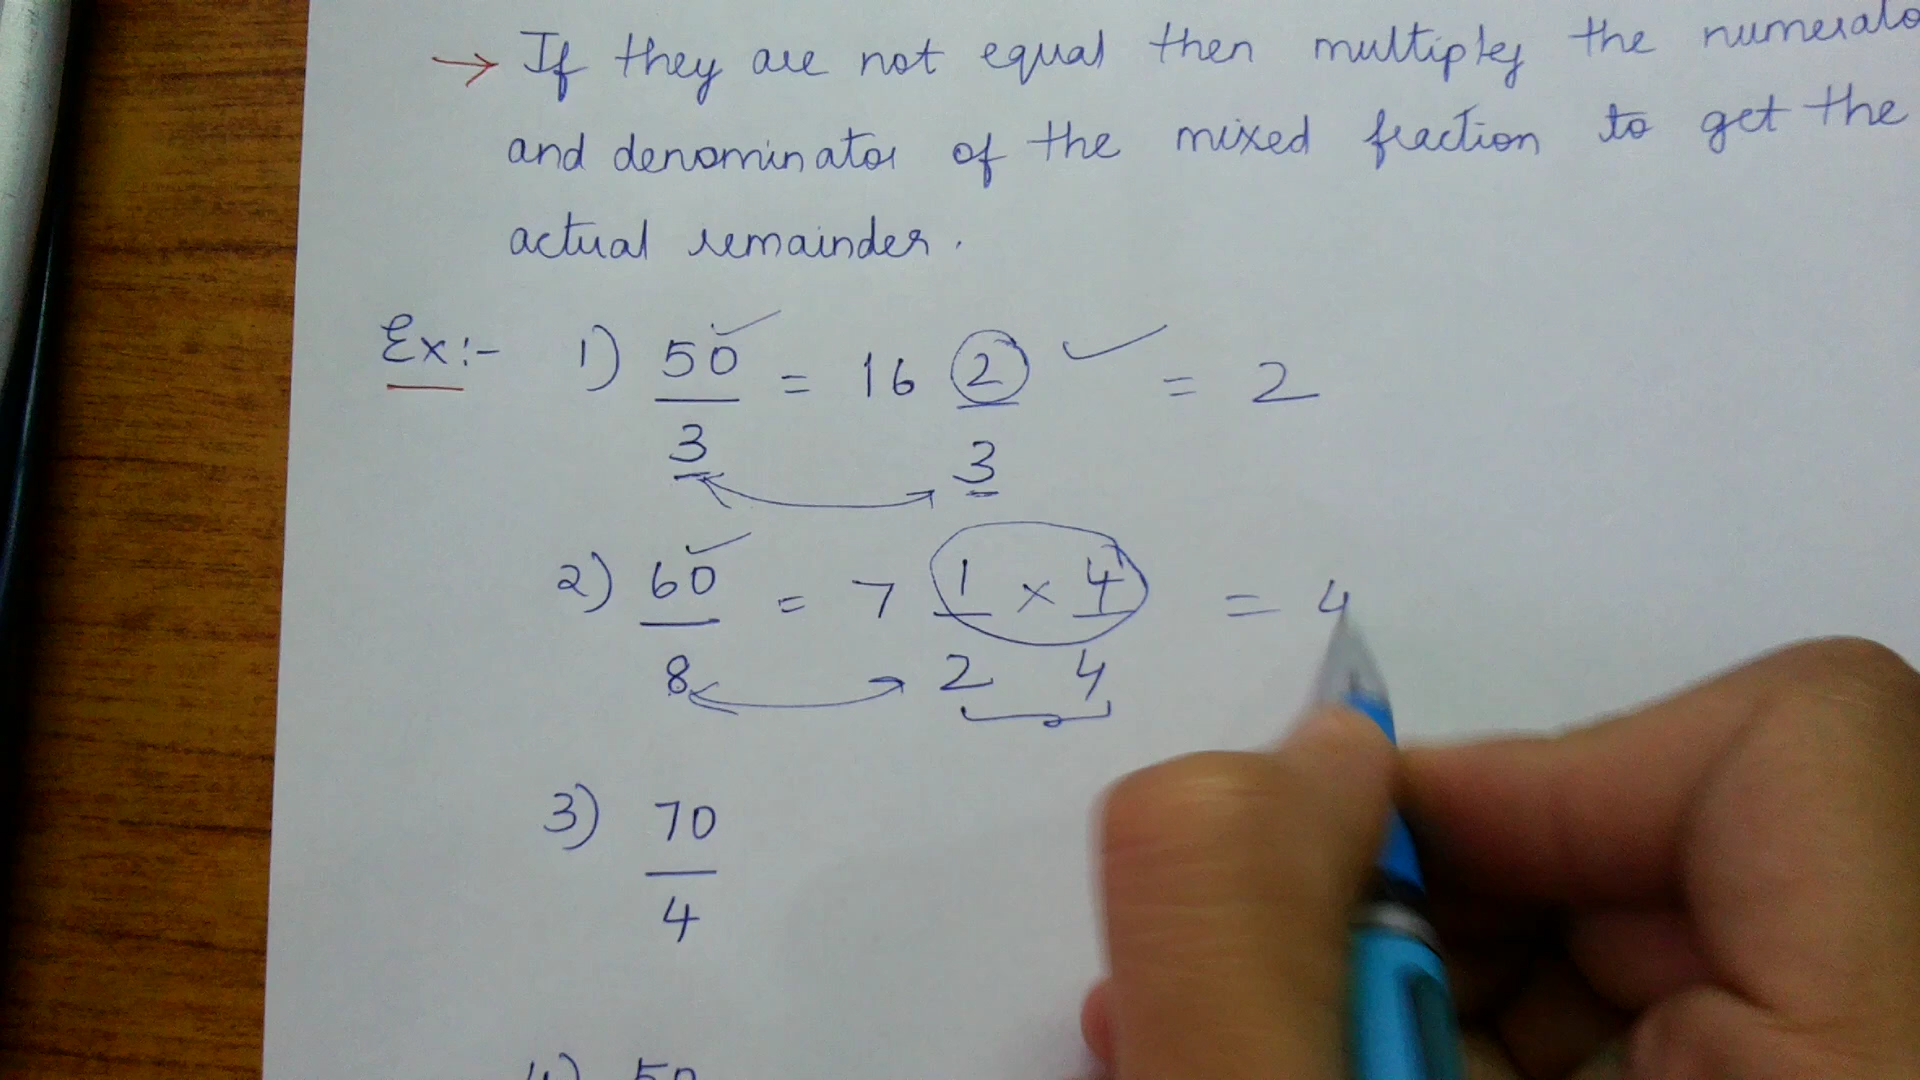 → If they are not equal then multiply the numerato
and denominator of the mixed fraction to get the
actual remainder.
Ex:- 1) 50/3 = 16 2/3 = 2
2) 60/8 = 7 1/2 × 4/4 = 4
3) 70/4
4) 50